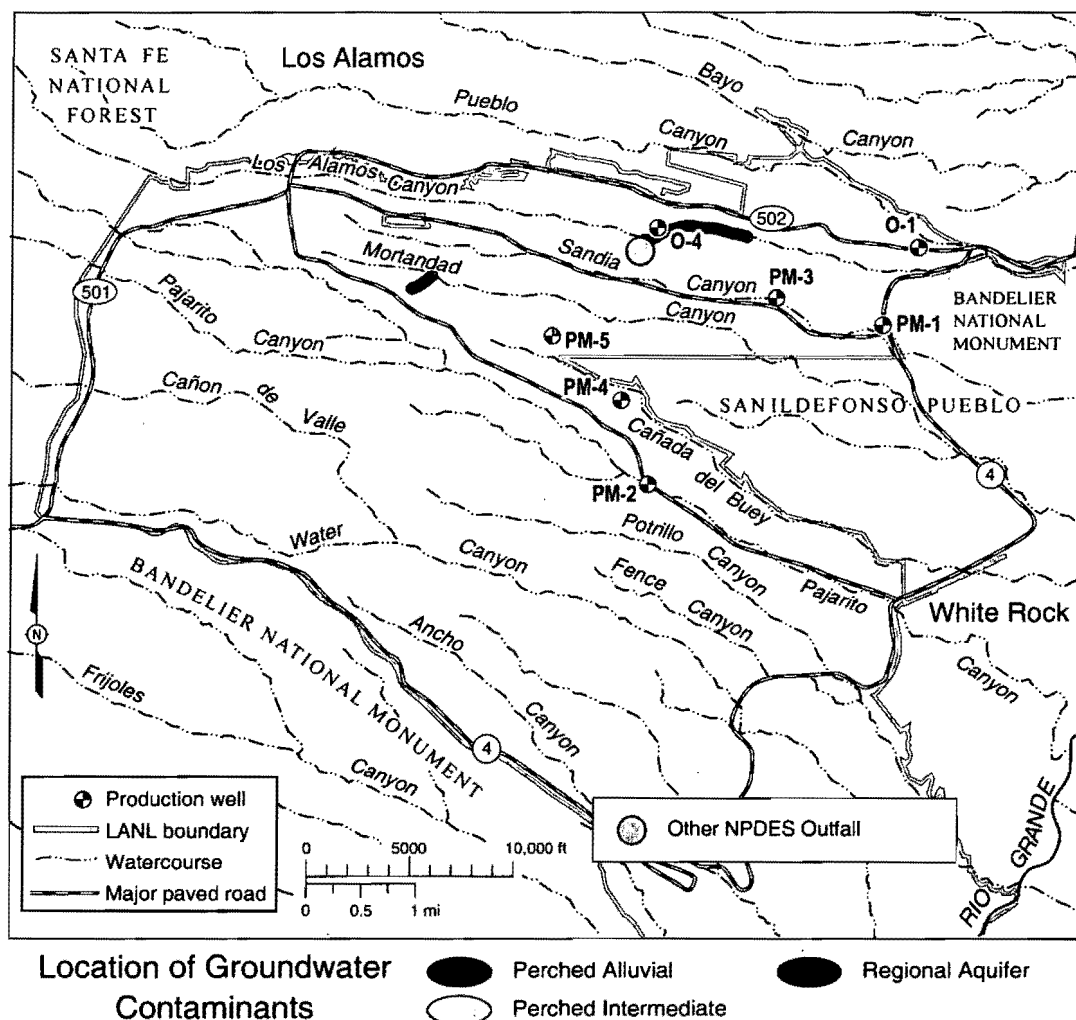 SANTA FE
NATIONAL
FOREST
Los Alamos
Bayo
Pueblo
Canyon
Canyon
Los Alamos Canyon
502
O-1
O-4
Sandia
Mortandad
Canyon
PM-3
501
Pajarito
Canyon
PM-1
BANDELIER
NATIONAL
MONUMENT
Canyon
PM-5
Cañon de Valle
PM-4
SANILDEFONSO PUEBLO
Cañada del Buey
4
PM-2
Potrillo
Canyon
Water
Canyon
Fence
Canyon
Pajarito
White Rock
Canyon
BANDELIER NATIONAL MONUMENT
Ancho
Canyon
N
Frijoles
Canyon
4
RIO GRANDE
Production well
LANL boundary
Watercourse
Major paved road
0 5000 10,000 ft
0 0.5 1 mi
Other NPDES Outfall
Location of Groundwater
Contaminants
Perched Alluvial
Regional Aquifer
Perched Intermediate